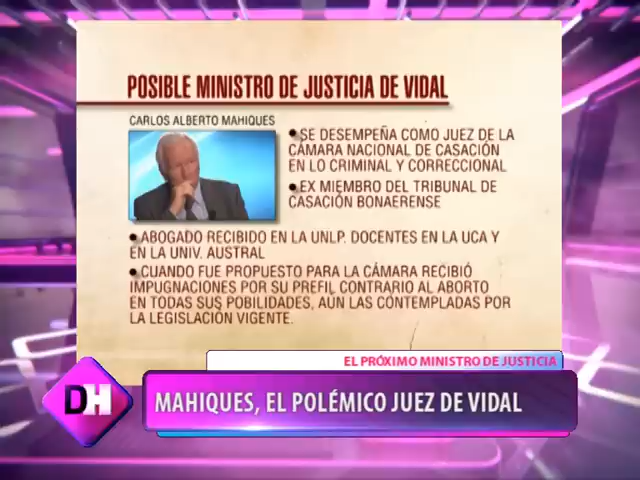 POSIBLE MINISTRO DE JUSTICIA DE VIDAL
CARLOS ALBERTO MAHIQUES
• SE DESEMPEÑA COMO JUEZ DE LA
CÁMARA NACIONAL DE CASACIÓN
EN LO CRIMINAL Y CORRECCIONAL
• EX MIEMBRO DEL TRIBUNAL DE
CASACIÓN BONAERENSE
• ABOGADO RECIBIDO EN LA UNLP. DOCENTES EN LA UCA Y
EN LA UNIV. AUSTRAL
• CUANDO FUE PROPUESTO PARA LA CÁMARA RECIBIÓ
IMPUGNACIONES POR SU PREFIL CONTRARIO AL ABORTO
EN TODAS SUS POBILIDADES, AÚN LAS CONTEMPLADAS POR
LA LEGISLACIÓN VIGENTE.
EL PRÓXIMO MINISTRO DE JUSTICIA
DH
MAHIQUES, EL POLÉMICO JUEZ DE VIDAL